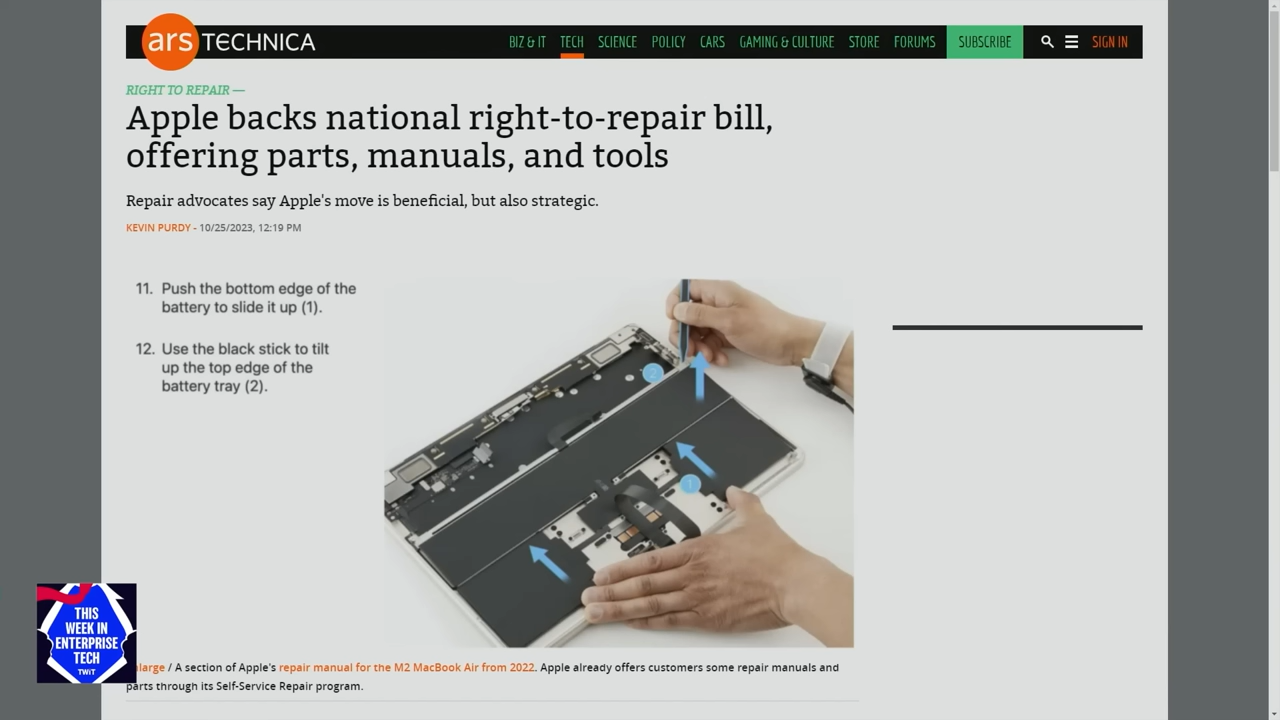 ars TECHNICA
BIZ & IT TECH SCIENCE POLICY CARS GAMING & CULTURE STORE FORUMS SUBSCRIBE SIGN IN
RIGHT TO REPAIR —
Apple backs national right-to-repair bill,
offering parts, manuals, and tools
Repair advocates say Apple's move is beneficial, but also strategic.
KEVIN PURDY - 10/25/2023, 12:19 PM
11. Push the bottom edge of the
battery to slide it up (1).
12. Use the black stick to tilt
up the top edge of the
battery tray (2).
2
1
THIS
WEEK IN
ENTERPRISE
TECH
TWiT
large / A section of Apple's repair manual for the M2 MacBook Air from 2022. Apple already offers customers some repair manuals and
parts through its Self-Service Repair program.